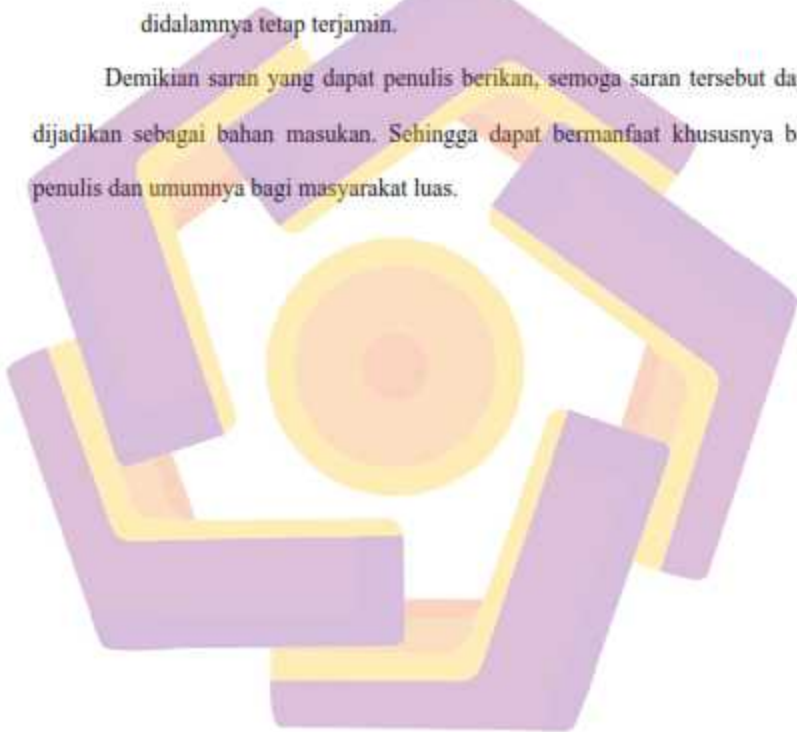 didalamnya tetap terjamin.
Demikian saran yang dapat penulis berikan, semoga saran tersebut da
dijadikan sebagai bahan masukan. Sehingga dapat bermanfaat khususnya b
penulis dan umumnya bagi masyarakat luas.